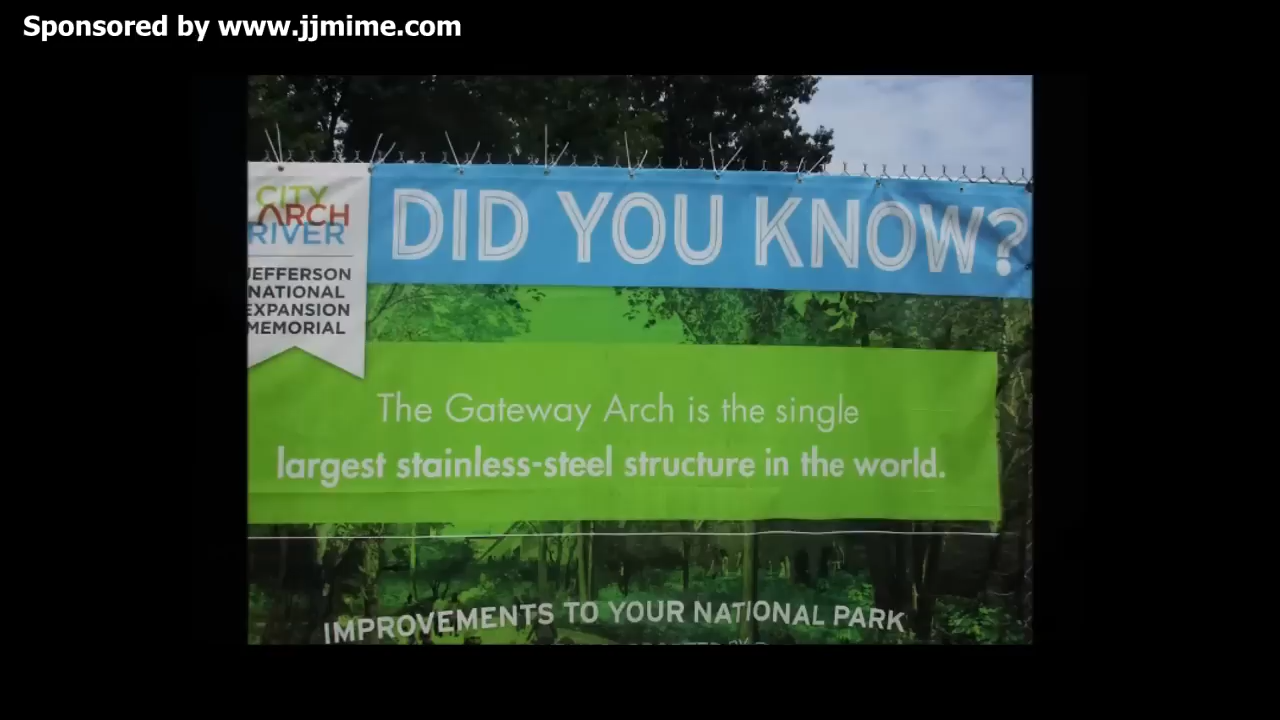 Sponsored by www.jjmime.com
CITY
ARCH
RIVER
JEFFERSON
NATIONAL
EXPANSION
MEMORIAL
DID YOU KNOW?
The Gateway Arch is the single
largest stainless-steel structure in the world.
IMPROVEMENTS TO YOUR NATIONAL PARK